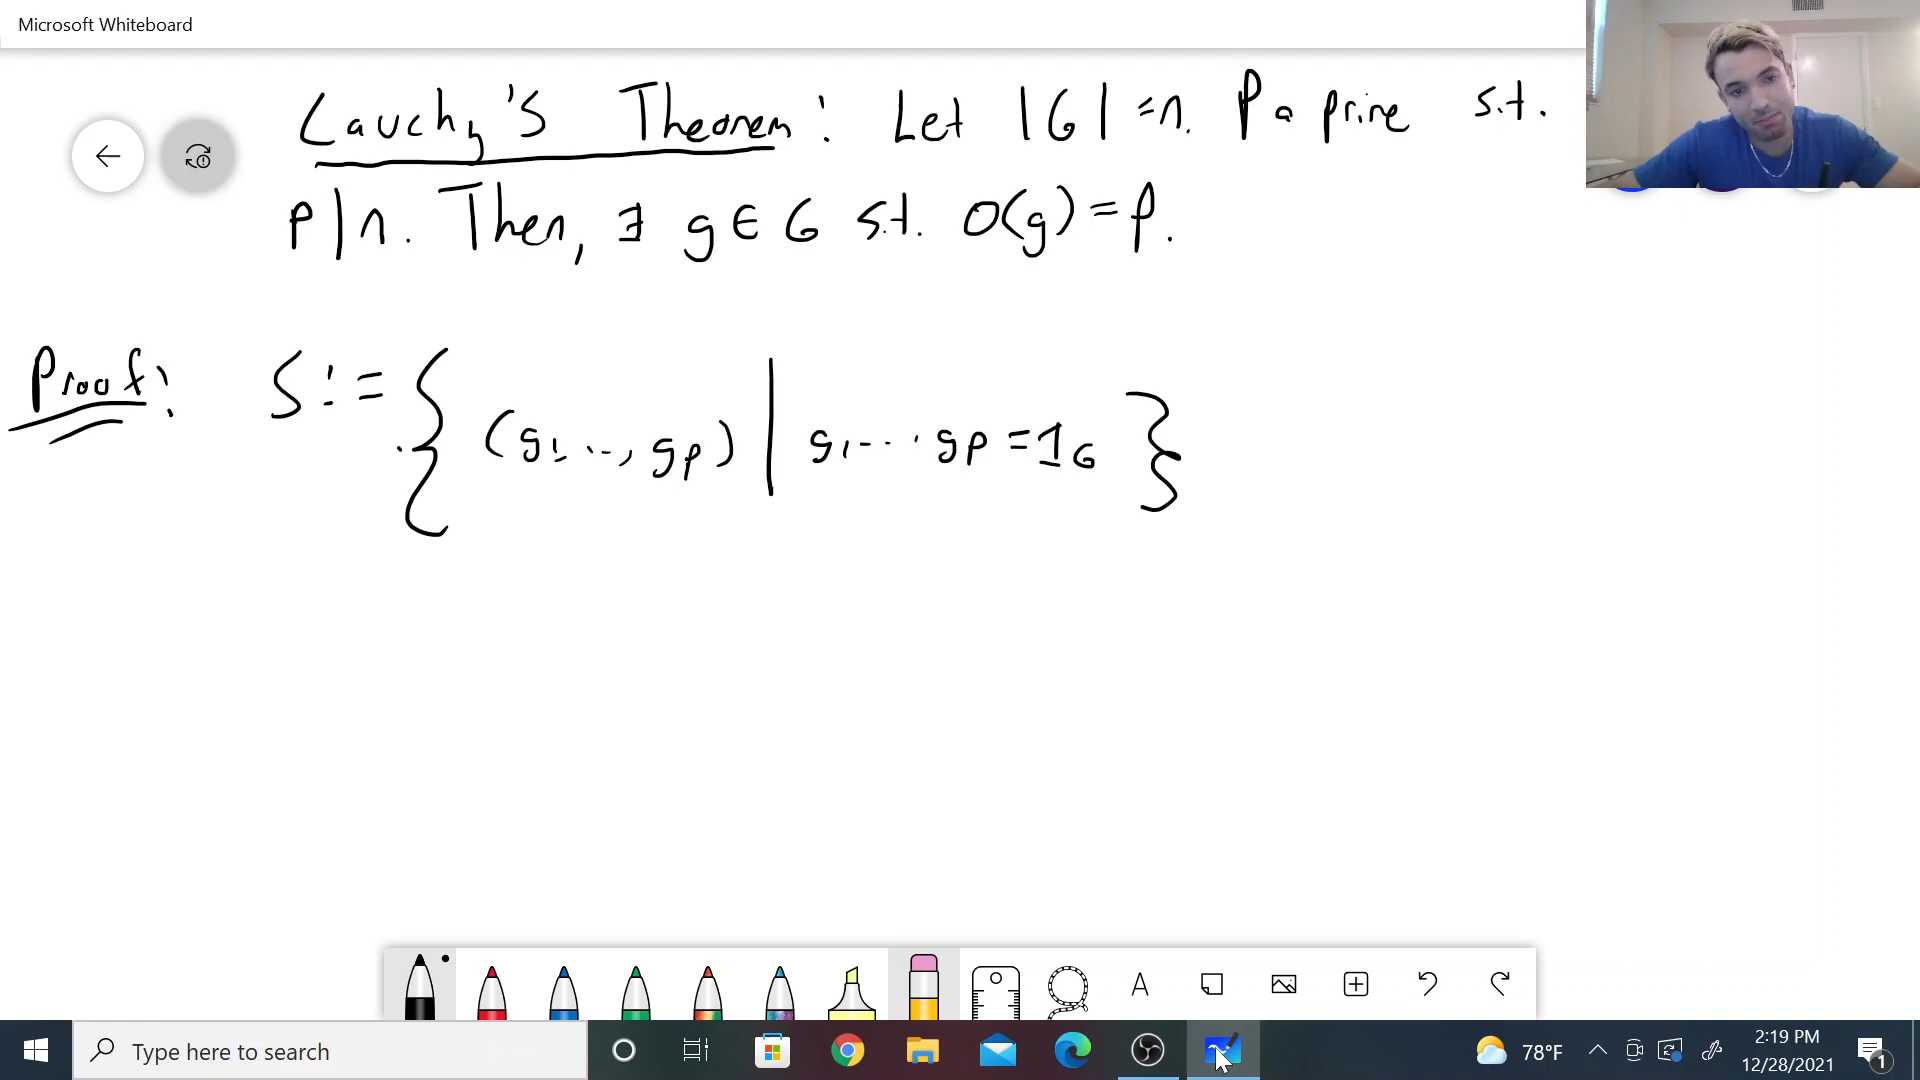 Microsoft Whiteboard
Cauchy's Theorem: Let |G|=n. P a prime s.t.
P|n. Then, ∃ g∈G s.t. O(g)=p.
Proof: S:= { (g1,...,gp) | g1...gp=1G }
A
Type here to search
78°F
2:19 PM
12/28/2021
1